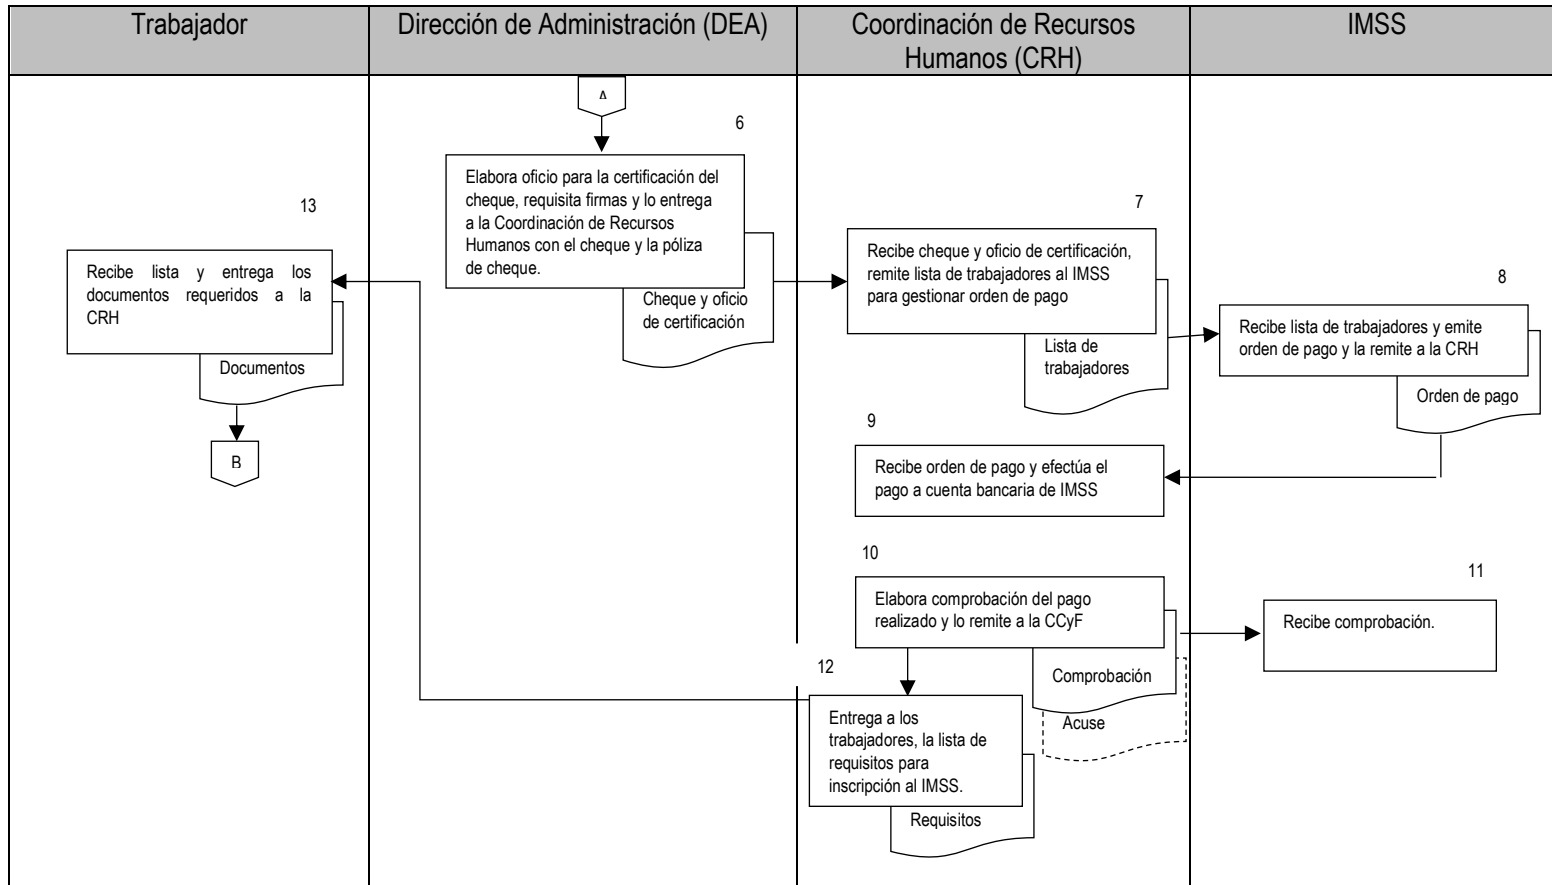 Trabajador
Dirección de Administración (DEA)
Coordinación de Recursos
Humanos (CRH)
IMSS
A
6
Elabora oficio para la certificación del
cheque, requisita firmas y lo entrega
a la Coordinación de Recursos
Humanos con el cheque y la póliza
de cheque.
Cheque y oficio
de certificación
7
Recibe cheque y oficio de certificación,
remite lista de trabajadores al IMSS
para gestionar orden de pago
Lista de
trabajadores
8
Recibe lista de trabajadores y emite
orden de pago y la remite a la CRH
Orden de pago
9
Recibe orden de pago y efectúa el
pago a cuenta bancaria de IMSS
10
Elabora comprobación del pago
realizado y lo remite a la CCyF
Comprobación
Acuse
11
Recibe comprobación.
12
Entrega a los
trabajadores, la lista de
requisitos para
inscripción al IMSS.
Requisitos
13
Recibe lista y entrega los
documentos requeridos a la
CRH
Documentos
B